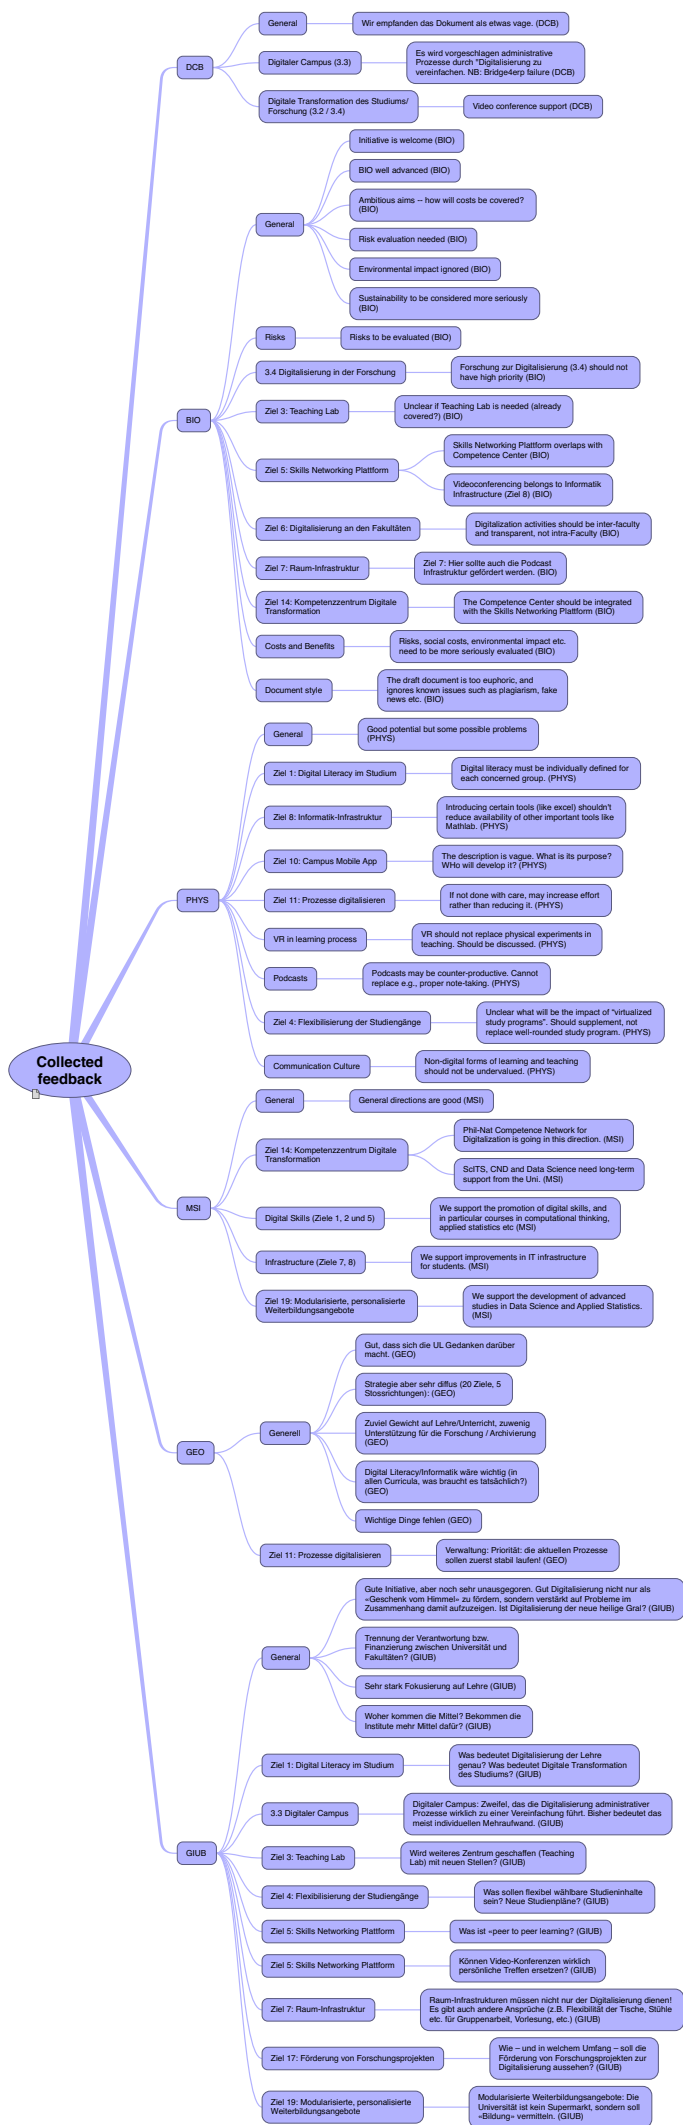 Collected
feedback
DCB
General
Wir empfanden das Dokument als etwas vage. (DCB)
Digitaler Campus (3.3)
Es wird vorgeschlagen administrative
Prozesse durch "Digitalisierung zu
vereinfachen. NB: Bridge4erp failure (DCB)
Digitale Transformation des Studiums/
Forschung (3.2 / 3.4)
Video conference support (DCB)
BIO
General
Initiative is welcome (BIO)
BIO well advanced (BIO)
Ambitious aims -- how will costs be covered?
(BIO)
Risk evaluation needed (BIO)
Environmental impact ignored (BIO)
Sustainability to be considered more seriously
(BIO)
Risks
Risks to be evaluated (BIO)
3.4 Digitalisierung in der Forschung
Forschung zur Digitalisierung (3.4) should not
have high priority (BIO)
Ziel 3: Teaching Lab
Unclear if Teaching Lab is needed (already
covered?) (BIO)
Ziel 5: Skills Networking Plattform
Skills Networking Plattform overlaps with
Competence Center (BIO)
Videoconferencing belongs to Informatik
Infrastructure (Ziel 8) (BIO)
Ziel 6: Digitalisierung an den Fakultäten
Digitalization activities should be inter-faculty
and transparent, not intra-Faculty (BIO)
Ziel 7: Raum-Infrastruktur
Ziel 7: Hier sollte auch die Podcast
Infrastruktur gefördert werden. (BIO)
Ziel 14: Kompetenzzentrum Digitale
Transformation
The Competence Center should be integrated
with the Skills Networking Plattform (BIO)
Costs and Benefits
Risks, social costs, environmental impact etc.
need to be more seriously evaluated (BIO)
Document style
The draft document is too euphoric, and
ignores known issues such as plagiarism, fake
news etc. (BIO)
PHYS
General
Good potential but some possible problems
(PHYS)
Ziel 1: Digital Literacy im Studium
Digital literacy must be individually defined for
each concerned group. (PHYS)
Ziel 8: Informatik-Infrastruktur
Introducing certain tools (like excel) shouldn't
reduce availability of other important tools like
Mathlab. (PHYS)
Ziel 10: Campus Mobile App
The description is vague. What is its purpose?
WHo will develop it? (PHYS)
Ziel 11: Prozesse digitalisieren
If not done with care, may increase effort
rather than reducing it. (PHYS)
VR in learning process
VR should not replace physical experiments in
teaching. Should be discussed. (PHYS)
Podcasts
Podcasts may be counter-productive. Cannot
replace e.g., proper note-taking. (PHYS)
Ziel 4: Flexibilisierung der Studiengänge
Unclear what will be the impact of "virtualized
study programs". Should supplement, not
replace well-rounded study program. (PHYS)
Communication Culture
Non-digital forms of learning and teaching
should not be undervalued. (PHYS)
MSI
General
General directions are good (MSI)
Ziel 14: Kompetenzzentrum Digitale
Transformation
Phil-Nat Competence Network for
Digitalization is going in this direction. (MSI)
ScITS, CND and Data Science need long-term
support from the Uni. (MSI)
Digital Skills (Ziele 1, 2 und 5)
We support the promotion of digital skills, and
in particular courses in computational thinking,
applied statistics etc (MSI)
Infrastructure (Ziele 7, 8)
We support improvements in IT infrastructure
for students. (MSI)
Ziel 19: Modularisierte, personalisierte
Weiterbildungsangebote
We support the development of advanced
studies in Data Science and Applied Statistics.
(MSI)
GEO
Generell
Gut, dass sich die UL Gedanken darüber
macht. (GEO)
Strategie aber sehr diffus (20 Ziele, 5
Stossrichtungen): (GEO)
Zuviel Gewicht auf Lehre/Unterricht, zuwenig
Unterstützung für die Forschung / Archivierung
(GEO)
Digital Literacy/Informatik wäre wichtig (in
allen Curricula, was braucht es tatsächlich?)
(GEO)
Wichtige Dinge fehlen (GEO)
Ziel 11: Prozesse digitalisieren
Verwaltung: Priorität: die aktuellen Prozesse
sollen zuerst stabil laufen! (GEO)
GIUB
General
Gute Initiative, aber noch sehr unausgegoren. Gut Digitalisierung nicht nur als
«Geschenk vom Himmel» zu fördern, sondern verstärkt auf Probleme im
Zusammenhang damit aufzuzeigen. Ist Digitalisierung der neue heilige Gral? (GIUB)
Trennung der Verantwortung bzw.
Finanzierung zwischen Universität und
Fakultäten? (GIUB)
Sehr stark Fokusierung auf Lehre (GIUB)
Woher kommen die Mittel? Bekommen die
Institute mehr Mittel dafür? (GIUB)
Ziel 1: Digital Literacy im Studium
Was bedeutet Digitalisierung der Lehre
genau? Was bedeutet Digitale Transformation
des Studiums? (GIUB)
3.3 Digitaler Campus
Digitaler Campus: Zweifel, das die Digitalisierung administrativer
Prozesse wirklich zu einer Vereinfachung führt. Bisher bedeutet das
meist individuellen Mehraufwand. (GIUB)
Ziel 3: Teaching Lab
Wird weiteres Zentrum geschaffen (Teaching
Lab) mit neuen Stellen? (GIUB)
Ziel 4: Flexibilisierung der Studiengänge
Was sollen flexibel wählbare Studieninhalte
sein? Neue Studienpläne? (GIUB)
Ziel 5: Skills Networking Plattform
Was ist «peer to peer learning? (GIUB)
Ziel 5: Skills Networking Plattform
Können Video-Konferenzen wirklich
persönliche Treffen ersetzen? (GIUB)
Ziel 7: Raum-Infrastruktur
Raum-Infrastrukturen müssen nicht nur der Digitalisierung dienen!
Es gibt auch andere Ansprüche (z.B. Flexibilität der Tische, Stühle
etc. für Gruppenarbeit, Vorlesung, etc.) (GIUB)
Ziel 17: Förderung von Forschungsprojekten
Wie – und in welchem Umfang – soll die
Förderung von Forschungsprojekten zur
Digitalisierung aussehen? (GIUB)
Ziel 19: Modularisierte, personalisierte
Weiterbildungsangebote
Modularisierte Weiterbildungsangebote: Die
Universität ist kein Supermarkt, sondern soll
«Bildung» vermitteln. (GIUB)